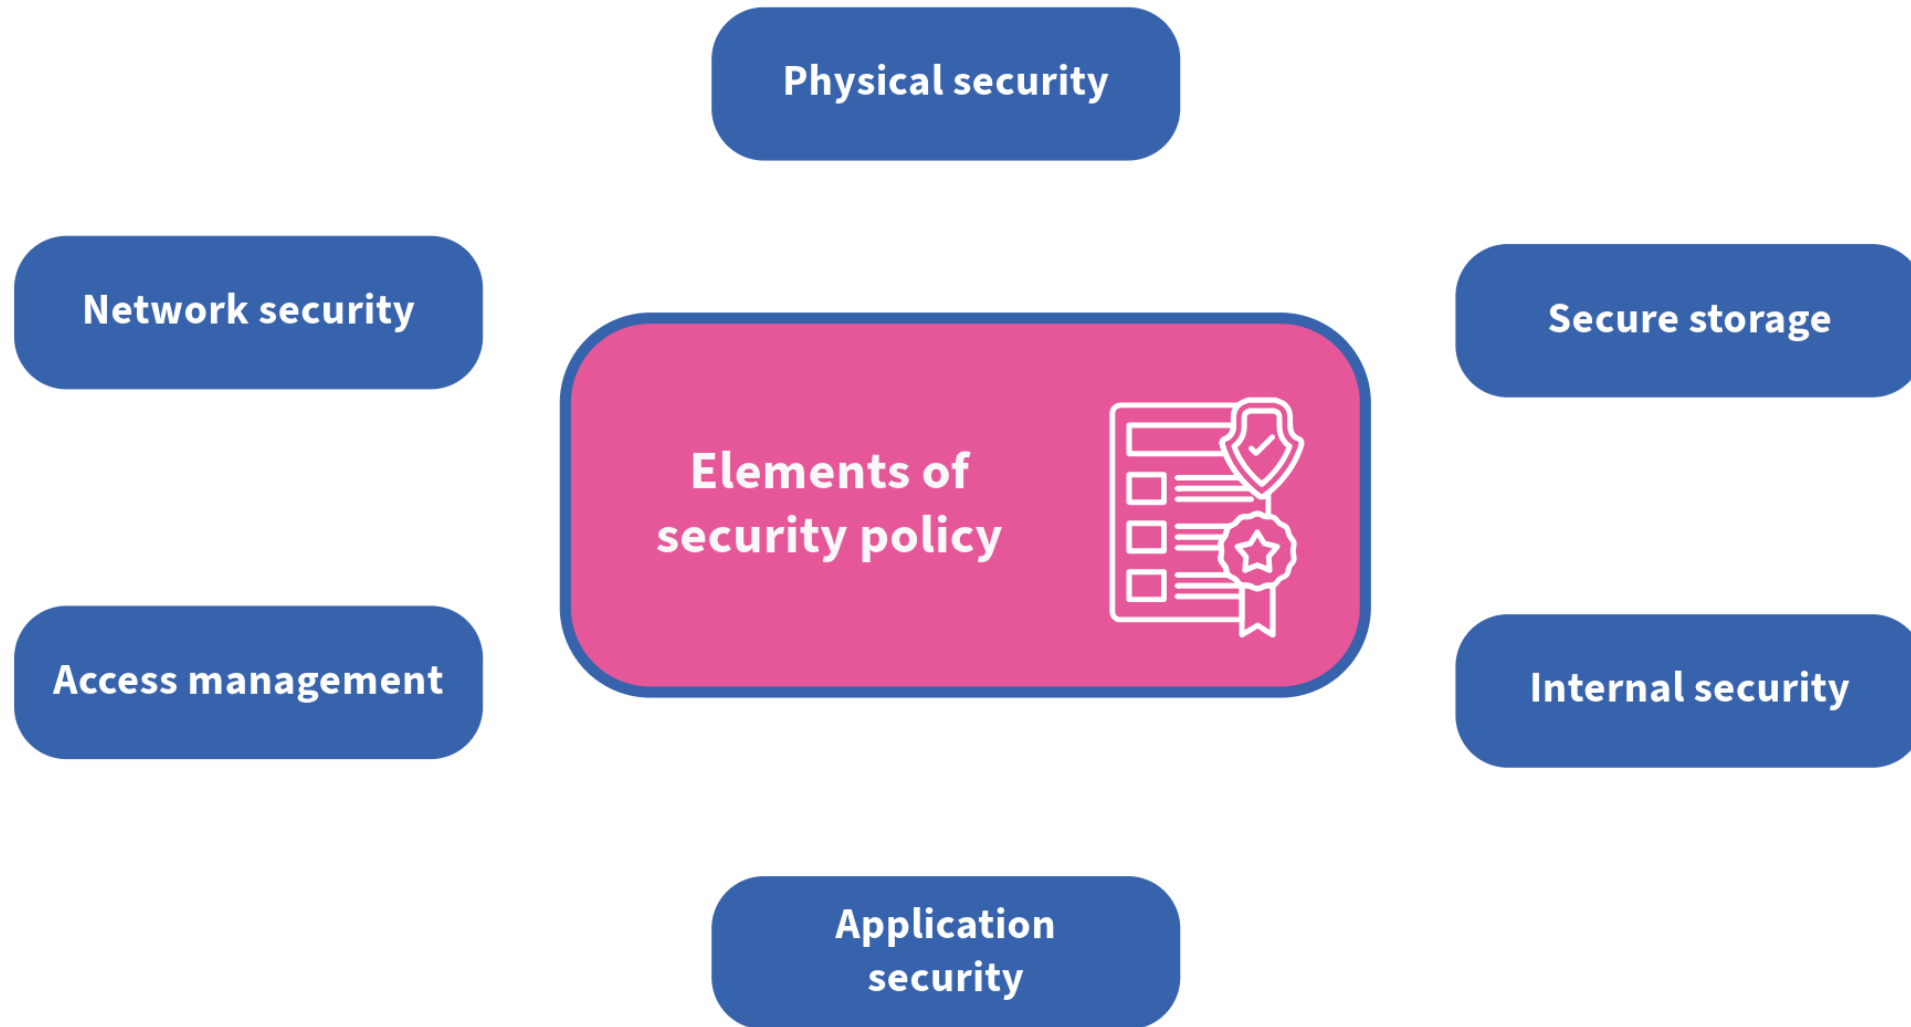 Physical security
Network security
Secure storage
Elements of
security policy
Access management
Internal security
Application
security